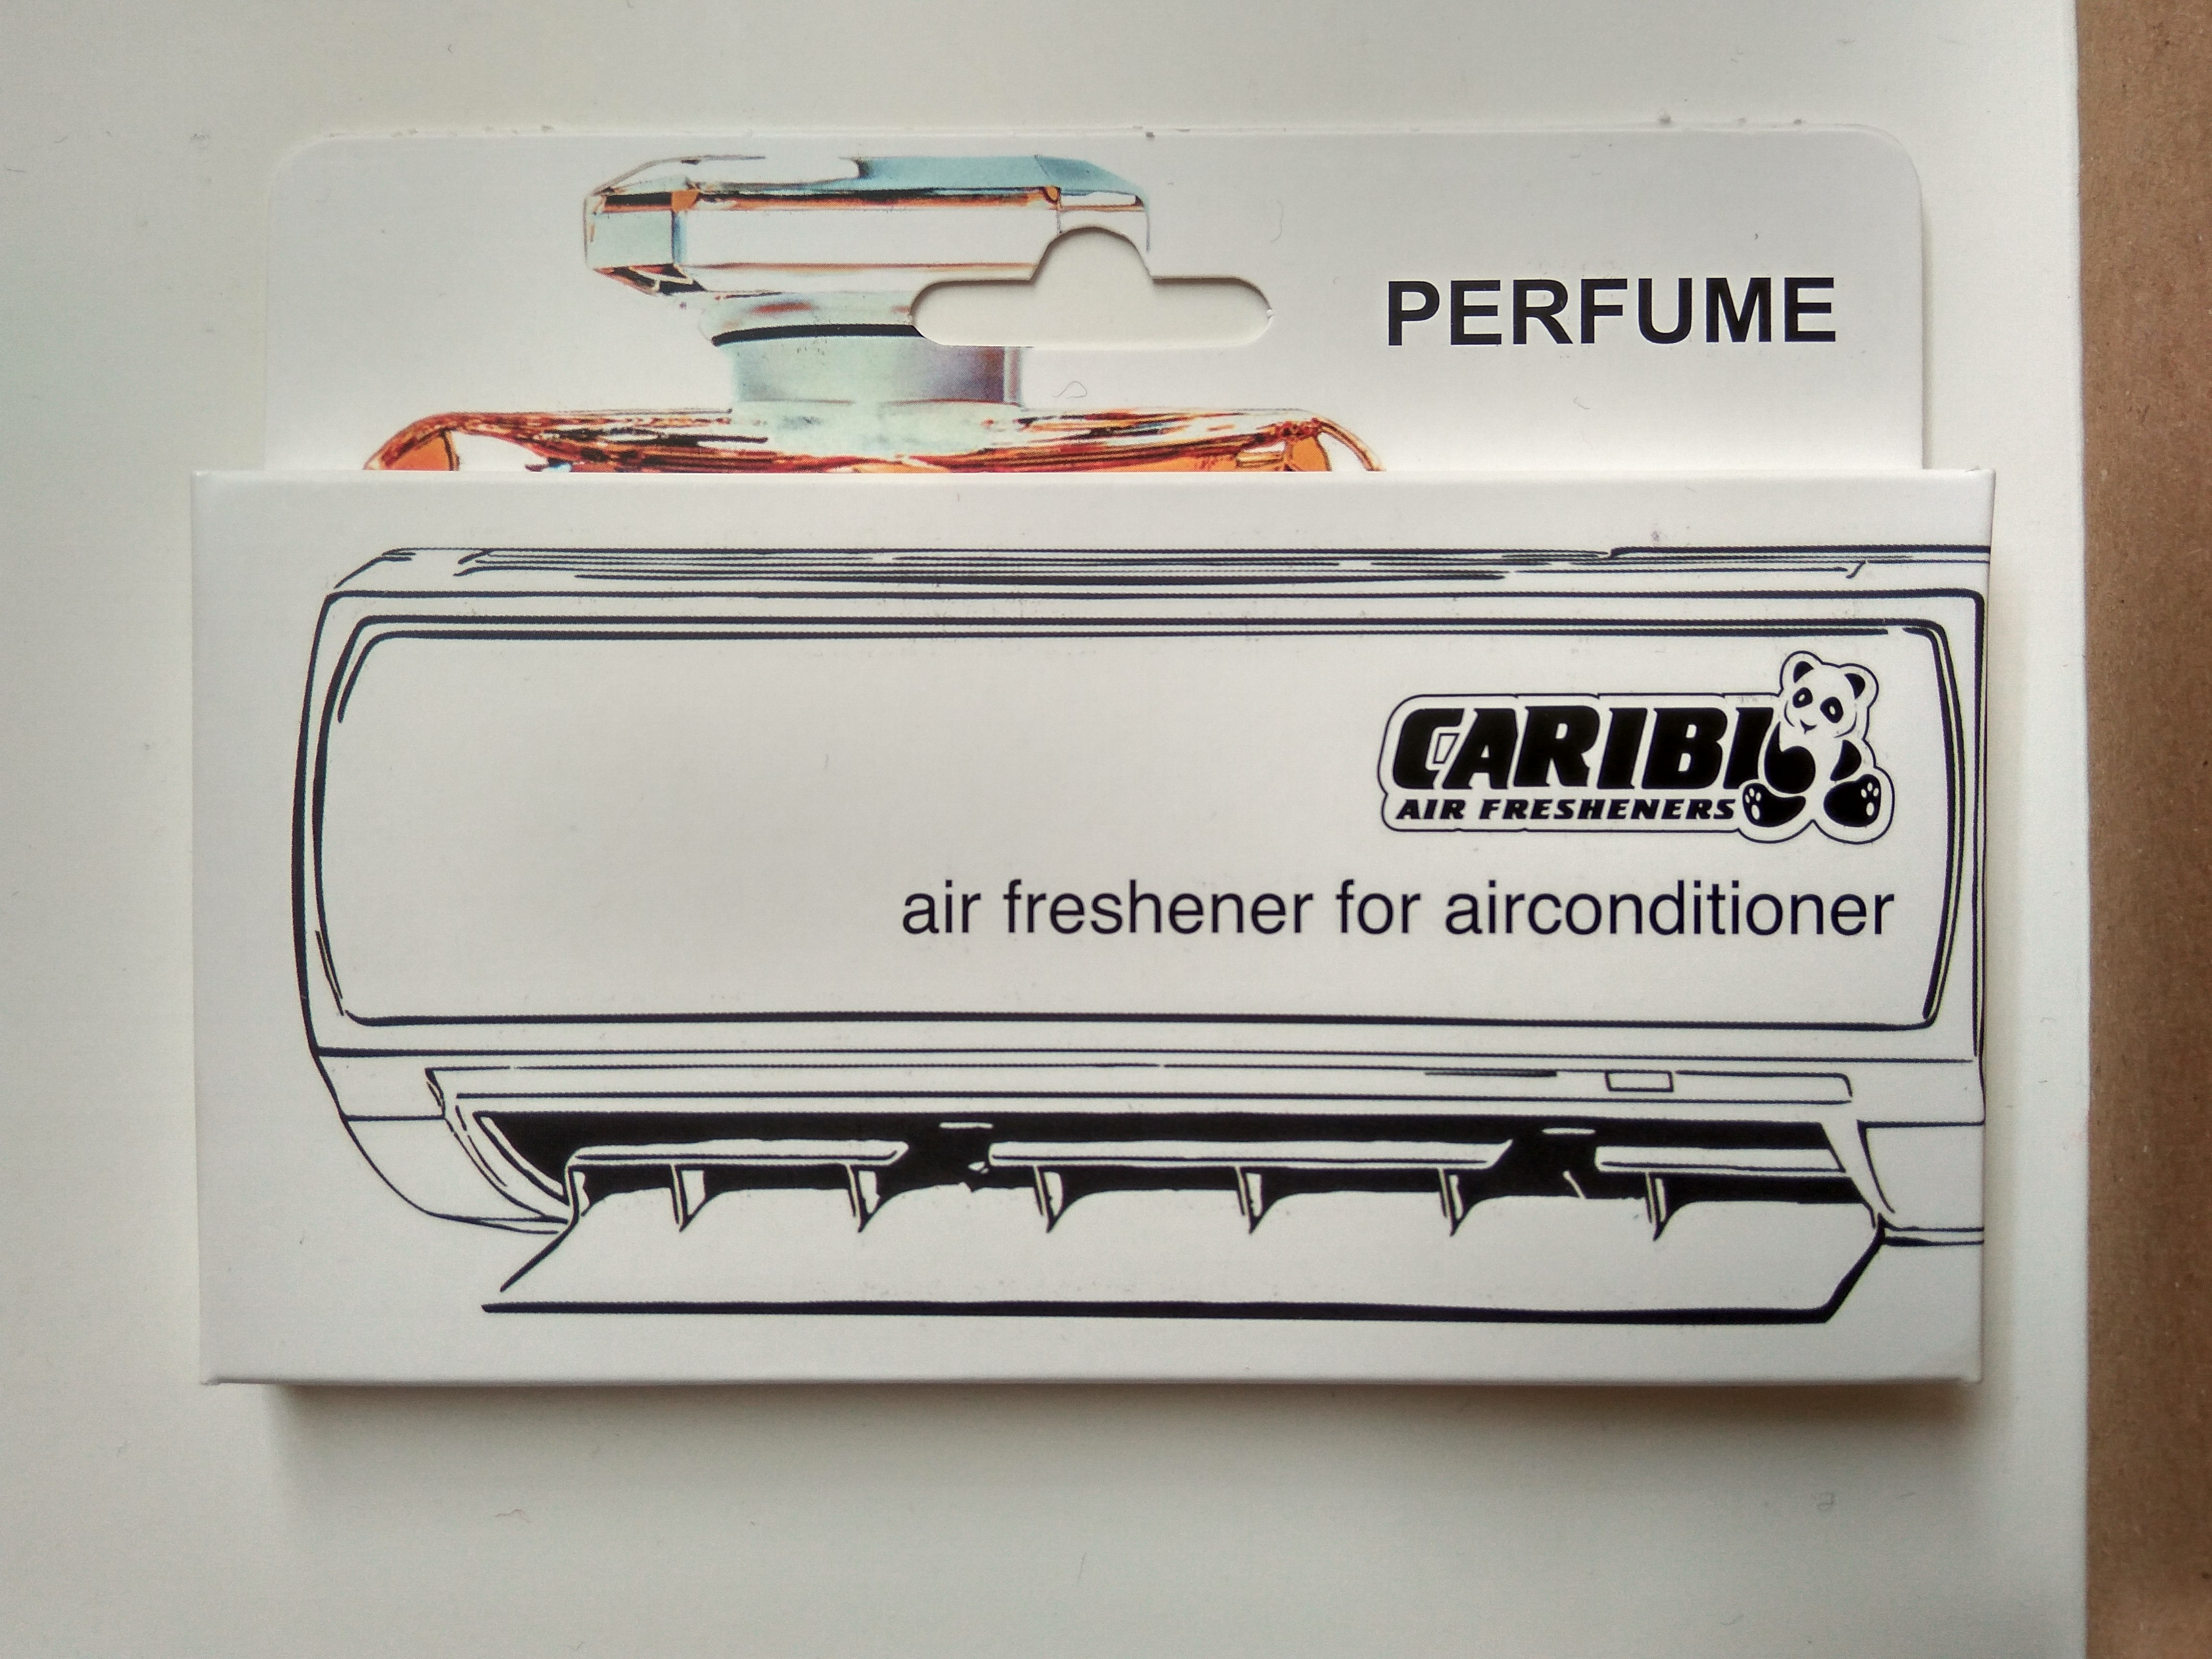 PERFUME
CARIBI
AIR FRESHENERS
air freshener for airconditioner